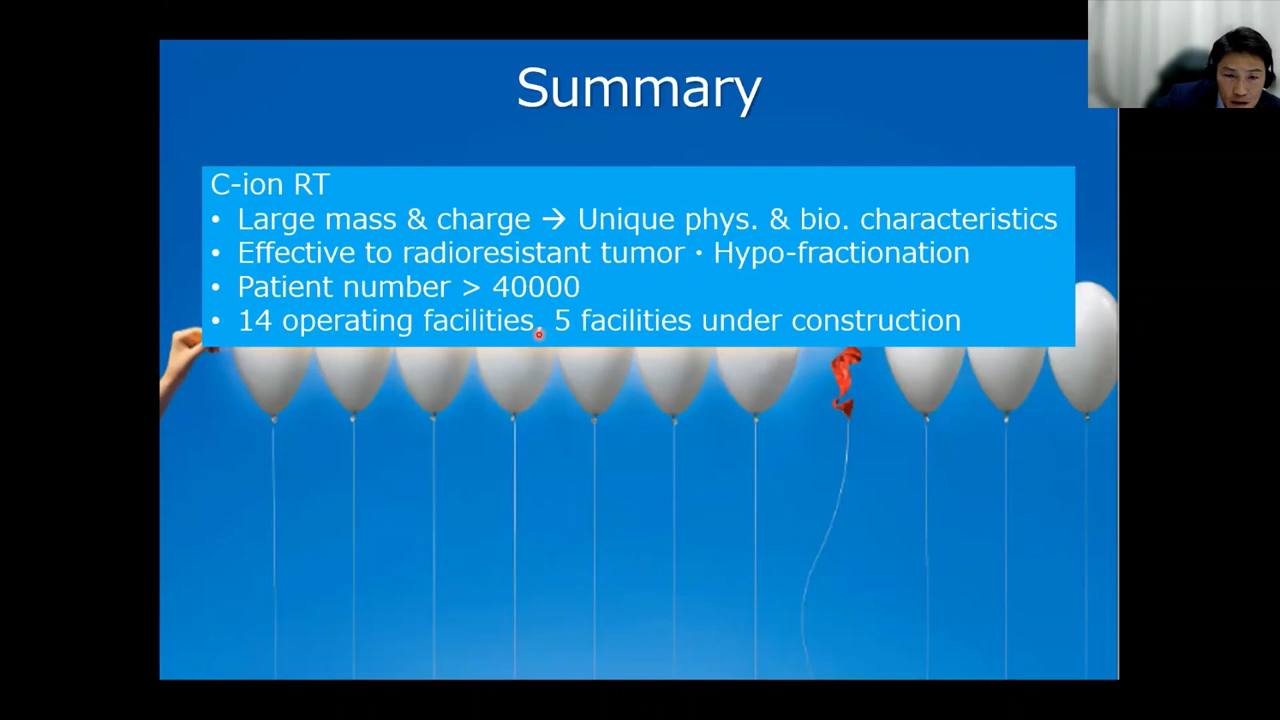 Summary
C-ion RT
• Large mass & charge → Unique phys. & bio. characteristics
• Effective to radioresistant tumor・Hypo-fractionation
• Patient number > 40000
• 14 operating facilities, 5 facilities under construction